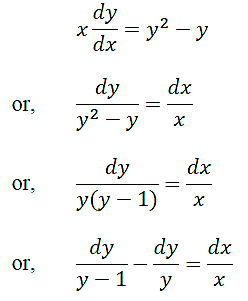 x dy/dx = y² − y
or, dy/(y² − y) = dx/x
or, dy/(y(y − 1)) = dx/x
or, dy/(y − 1) − dy/y = dx/x